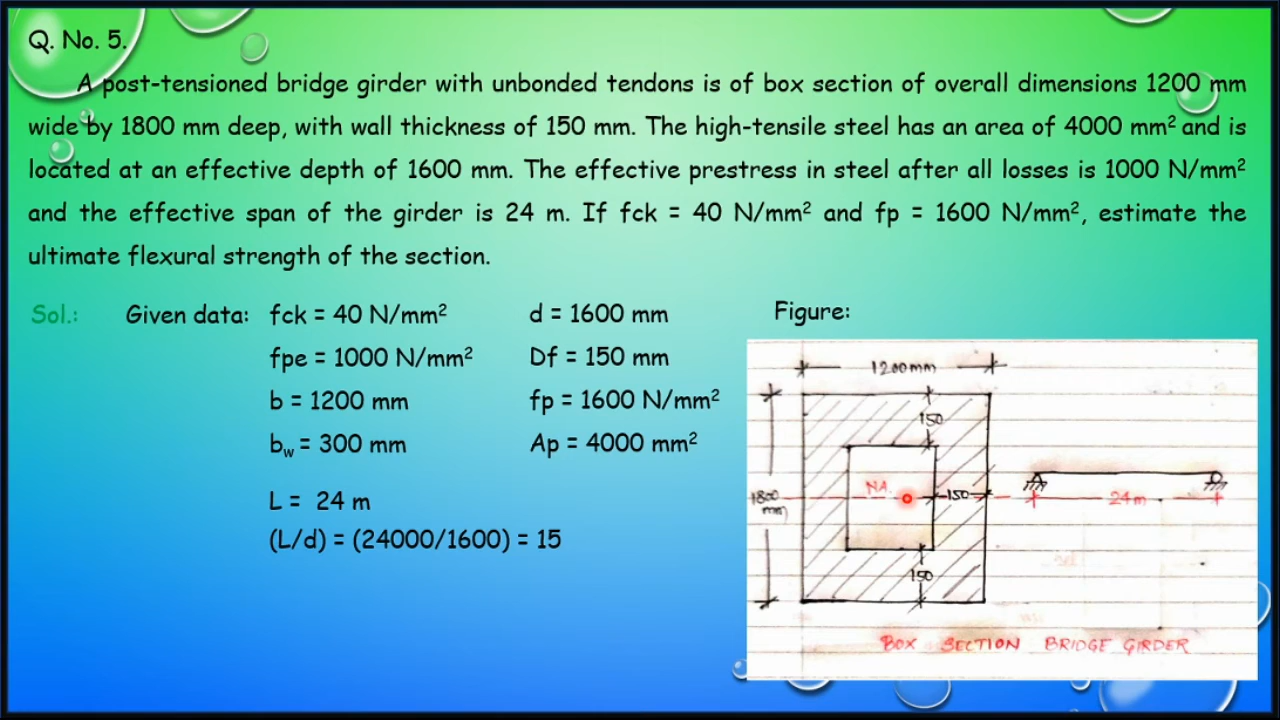 Q. No. 5.
A post-tensioned bridge girder with unbonded tendons is of box section of overall dimensions 1200 mm
wide by 1800 mm deep, with wall thickness of 150 mm. The high-tensile steel has an area of 4000 mm² and is
located at an effective depth of 1600 mm. The effective prestress in steel after all losses is 1000 N/mm²
and the effective span of the girder is 24 m. If fck = 40 N/mm² and fp = 1600 N/mm², estimate the
ultimate flexural strength of the section.
Sol.: Given data: fck = 40 N/mm² d = 1600 mm Figure:
fpe = 1000 N/mm² Df = 150 mm
b = 1200 mm fp = 1600 N/mm²
bw = 300 mm Ap = 4000 mm²
L = 24 m
(L/d) = (24000/1600) = 15
1200mm
150
NA.
150
1800
mm
24m
150
BOX SECTION BRIDGE GIRDER